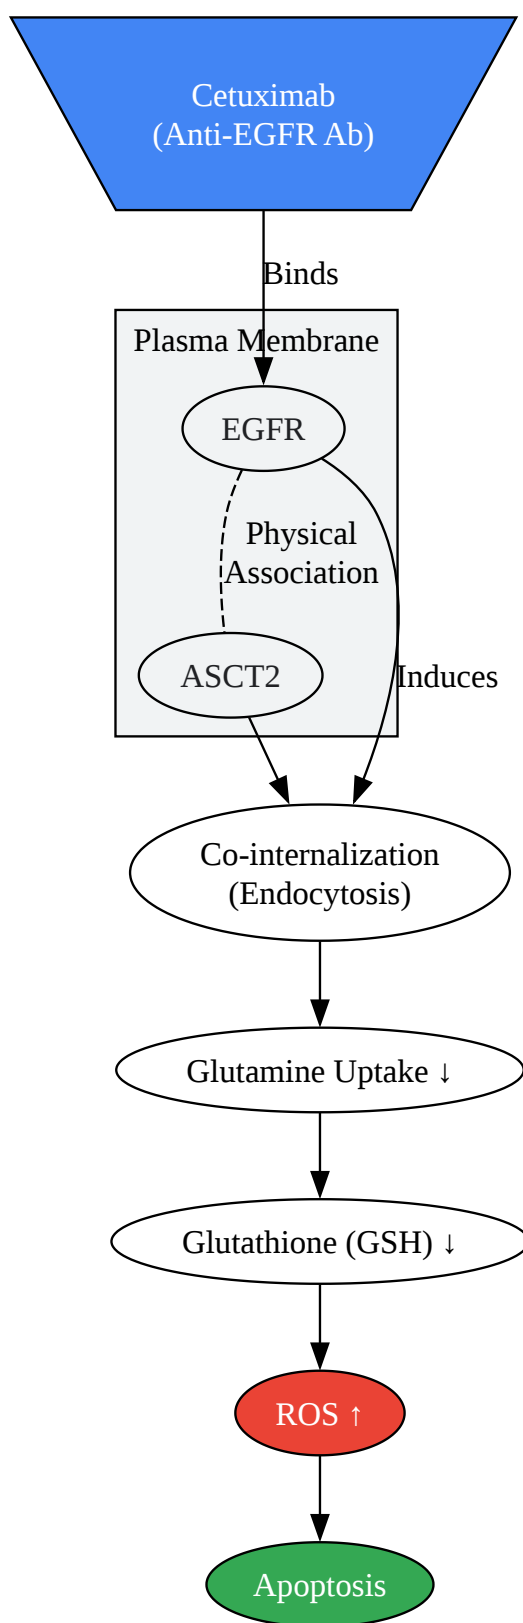 Cetuximab
(Anti-EGFR Ab)
Binds
Plasma Membrane
EGFR
Physical
Association
ASCT2
Induces
Co-internalization
(Endocytosis)
Glutamine Uptake ↓
Glutathione (GSH) ↓
ROS ↑
Apoptosis